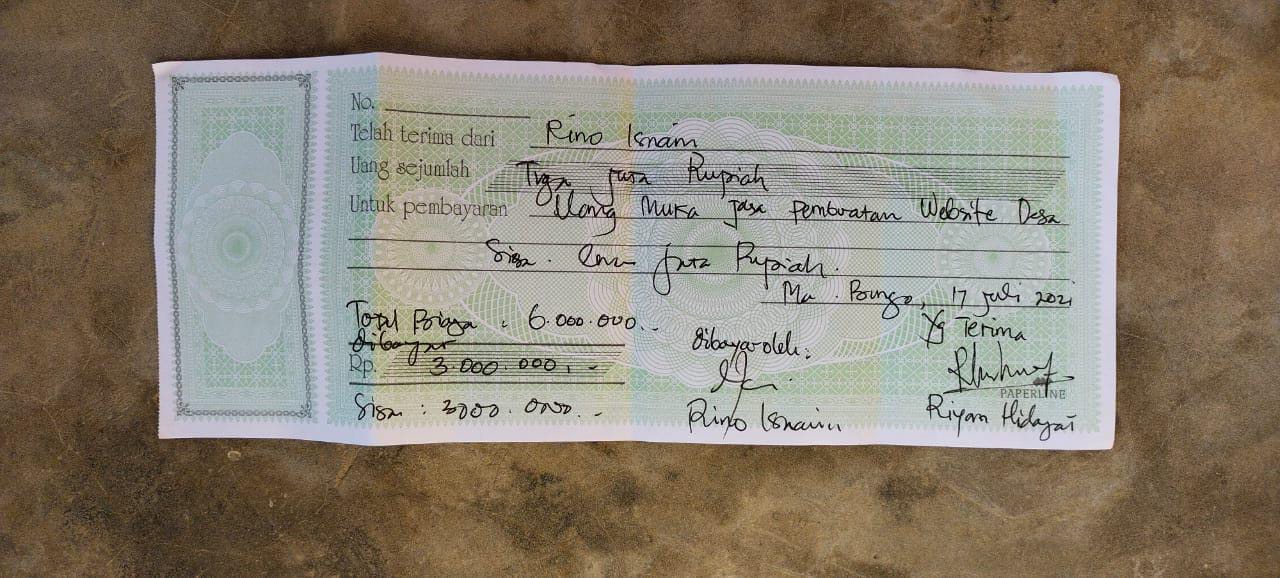 No.
Telah terima dari Rino Isnain
Uang sejumlah Tiga juta Rupiah
Untuk pembayaran Uang Muka jasa pembuatan Website Desa
Sisa . juta Rupiah.
Ma . Bungo, 17 juli 2021
Total Biaya : 6.000.000.-
dibayar
Rp. 3.000.000,-
Sisa : 3000.000.-
dibayar oleh :
Rino Isnain
Yg Terima
PAPERLINE
Riyan Hidayat